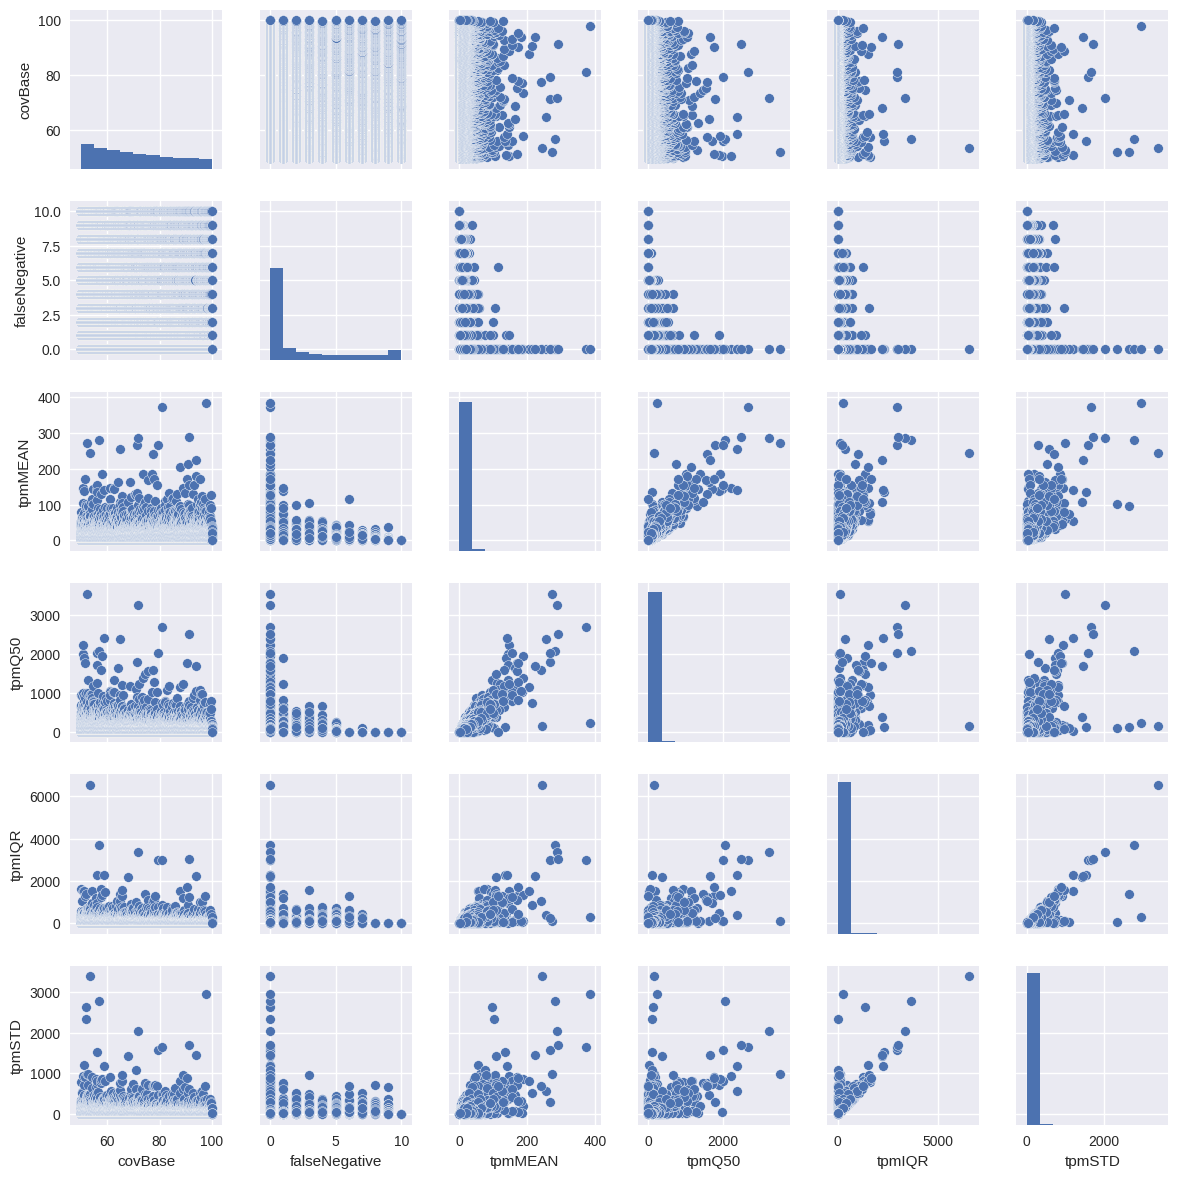 100
80
60
covBase
10.0
7.5
5.0
2.5
0.0
falseNegative
400
300
200
100
0
tpmMEAN
3000
2000
1000
0
tpmQ50
6000
4000
2000
0
tpmIQR
3000
2000
1000
0
tpmSTD
60 80 100
0 5 10
0 200 400
0 2000
0 5000
0 2000
covBase falseNegative tpmMEAN tpmQ50 tpmIQR tpmSTD